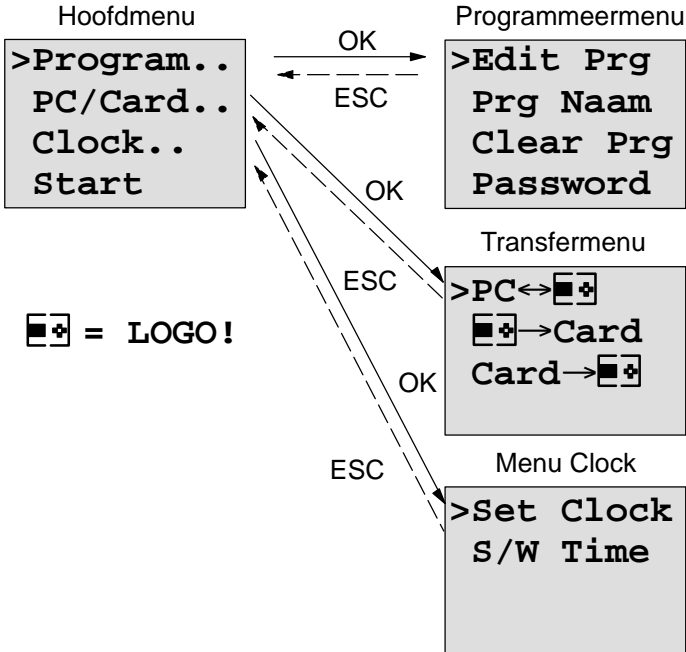 Hoofdmenu
>Program..
PC/Card..
Clock..
Start
OK
ESC
Programmeermenu
>Edit Prg
Prg Naam
Clear Prg
Password
OK
ESC
Transfermenu
>PC↔
→Card
Card→
= LOGO!
OK
ESC
Menu Clock
>Set Clock
S/W Time